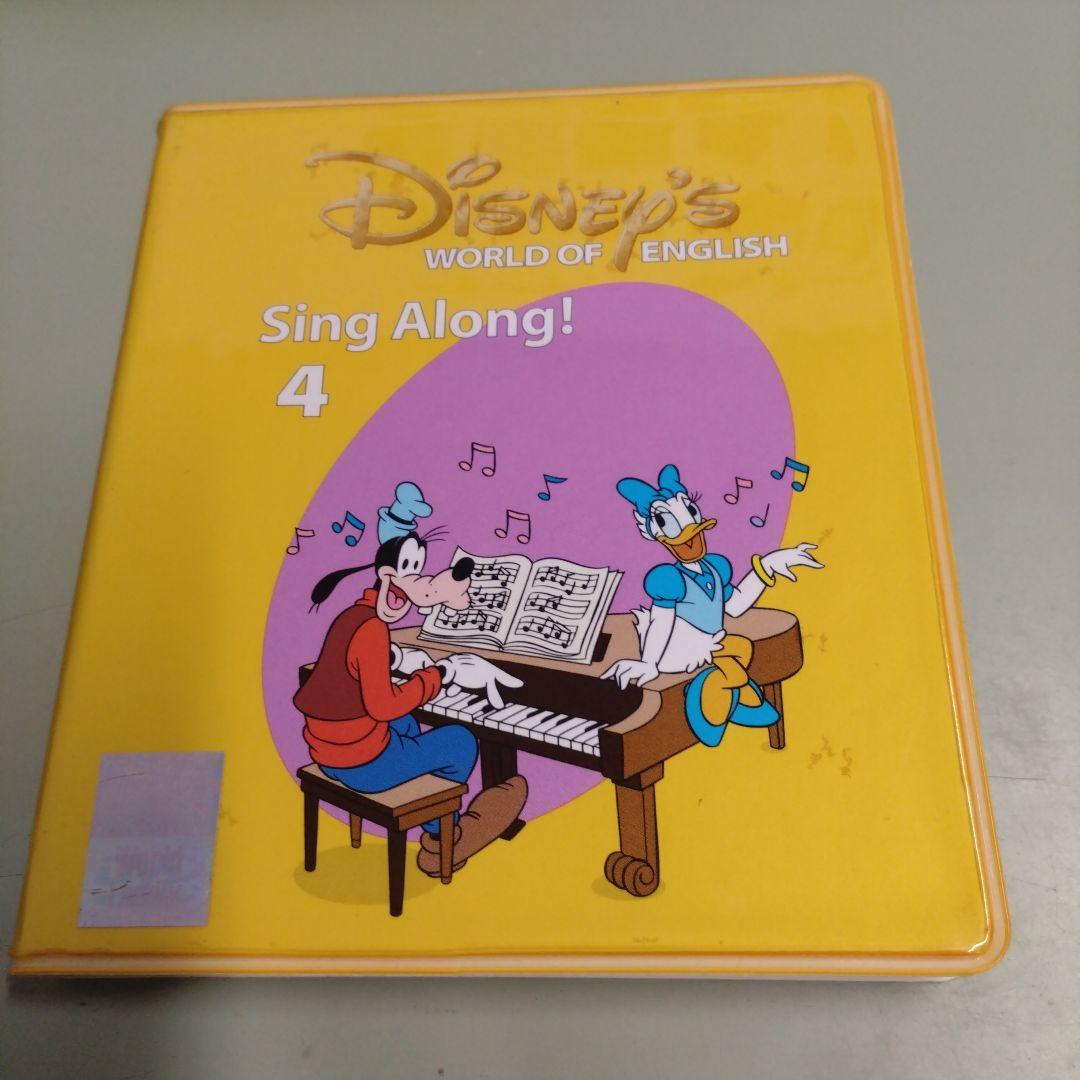 Disney's
WORLD OF ENGLISH
Sing Along!
4